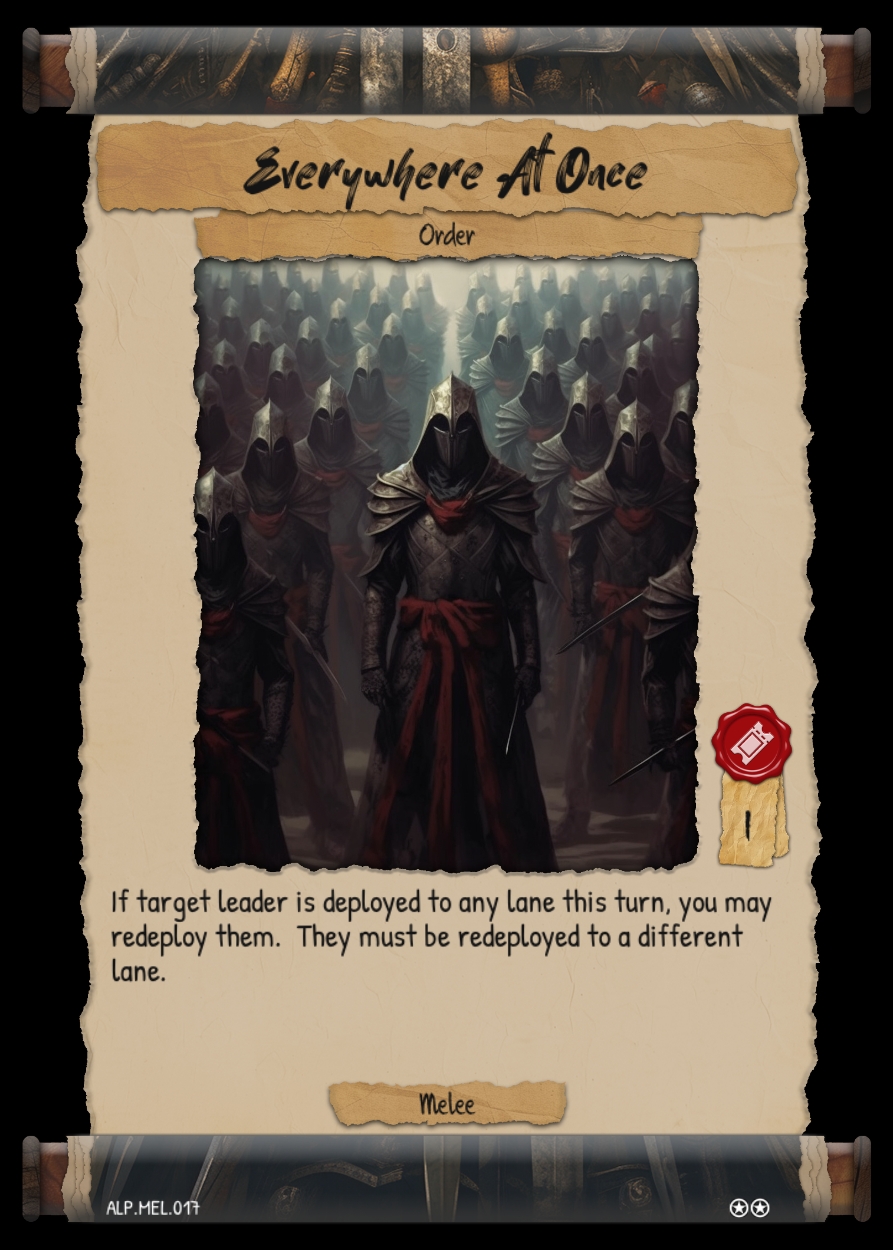 Everywhere At Once
Order
1
If target leader is deployed to any lane this turn, you may
redeploy them.  They must be redeployed to a different
lane.
Melee
ALP.MEL.017